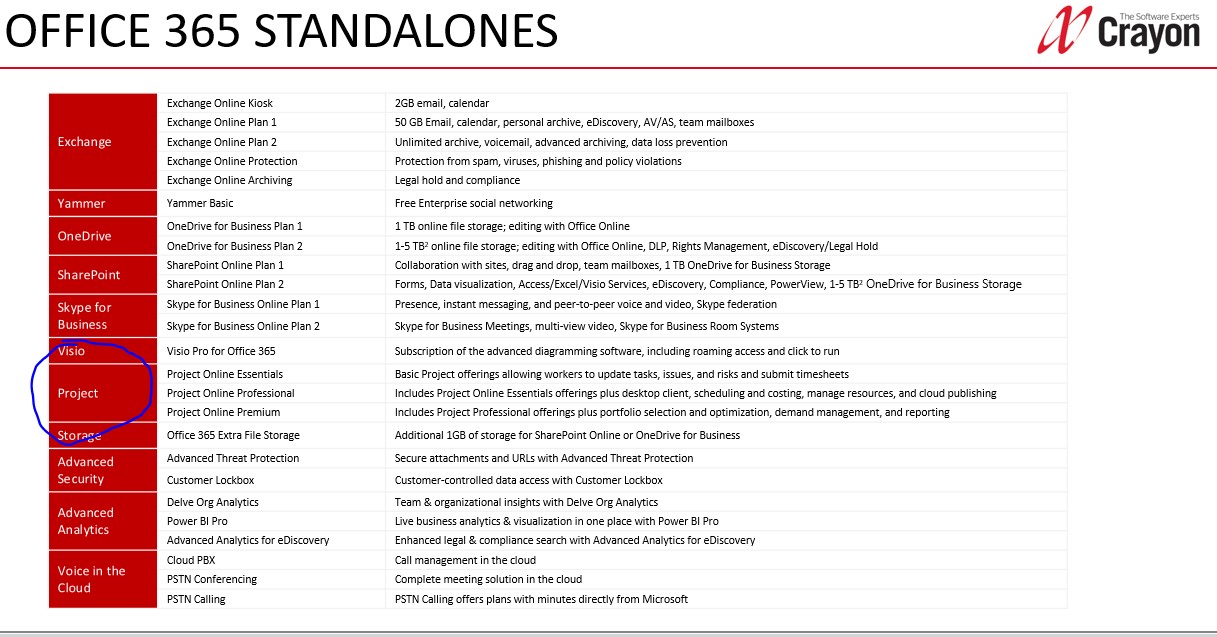 OFFICE 365 STANDALONES
The Software Experts
Crayon
Exchange
Exchange Online Kiosk 2GB email, calendar
Exchange Online Plan 1 50 GB Email, calendar, personal archive, eDiscovery, AV/AS, team mailboxes
Exchange Online Plan 2 Unlimited archive, voicemail, advanced archiving, data loss prevention
Exchange Online Protection Protection from spam, viruses, phishing and policy violations
Exchange Online Archiving Legal hold and compliance
Yammer Yammer Basic Free Enterprise social networking
OneDrive
OneDrive for Business Plan 1 1 TB online file storage; editing with Office Online
OneDrive for Business Plan 2 1-5 TB² online file storage; editing with Office Online, DLP, Rights Management, eDiscovery/Legal Hold
SharePoint
SharePoint Online Plan 1 Collaboration with sites, drag and drop, team mailboxes, 1 TB OneDrive for Business Storage
SharePoint Online Plan 2 Forms, Data visualization, Access/Excel/Visio Services, eDiscovery, Compliance, PowerView, 1-5 TB² OneDrive for Business Storage
Skype for
Business
Skype for Business Online Plan 1 Presence, instant messaging, and peer-to-peer voice and video, Skype federation
Skype for Business Online Plan 2 Skype for Business Meetings, multi-view video, Skype for Business Room Systems
Visio Visio Pro for Office 365 Subscription of the advanced diagramming software, including roaming access and click to run
Project
Project Online Essentials Basic Project offerings allowing workers to update tasks, issues, and risks and submit timesheets
Project Online Professional Includes Project Online Essentials offerings plus desktop client, scheduling and costing, manage resources, and cloud publishing
Project Online Premium Includes Project Professional offerings plus portfolio selection and optimization, demand management, and reporting
Storage Office 365 Extra File Storage Additional 1GB of storage for SharePoint Online or OneDrive for Business
Advanced
Security
Advanced Threat Protection Secure attachments and URLs with Advanced Threat Protection
Customer Lockbox Customer-controlled data access with Customer Lockbox
Advanced
Analytics
Delve Org Analytics Team & organizational insights with Delve Org Analytics
Power BI Pro Live business analytics & visualization in one place with Power BI Pro
Advanced Analytics for eDiscovery Enhanced legal & compliance search with Advanced Analytics for eDiscovery
Voice in the
Cloud
Cloud PBX Call management in the cloud
PSTN Conferencing Complete meeting solution in the cloud
PSTN Calling PSTN Calling offers plans with minutes directly from Microsoft